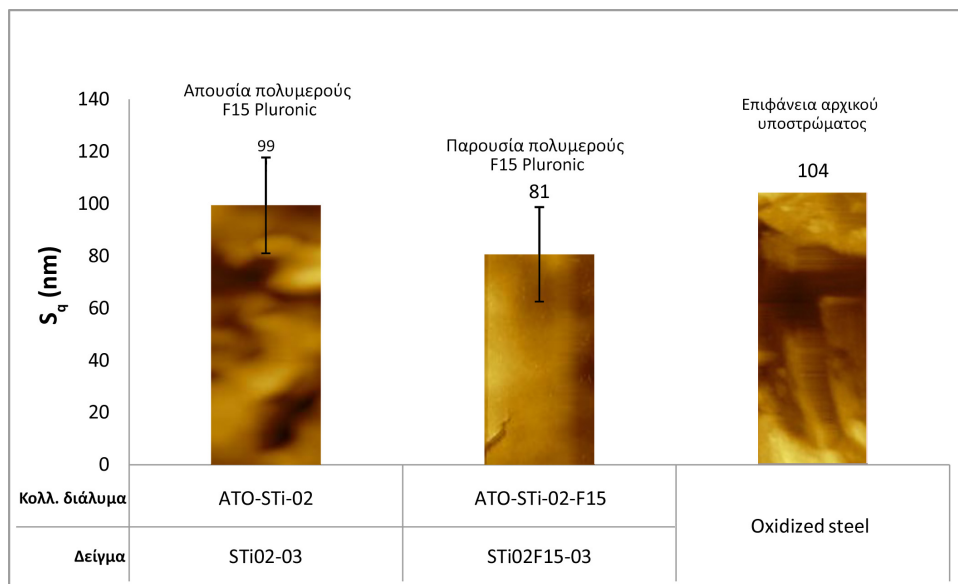 Απουσία πολυμερούς
F15 Pluronic
99
Παρουσία πολυμερούς
F15 Pluronic
81
Επιφάνεια αρχικού
υποστρώματος
104
140
120
100
80
60
40
20
0
Sq (nm)
Κολλ. διάλυμα ATO-STi-02 ATO-STi-02-F15 Oxidized steel
Δείγμα STi02-03 STi02F15-03